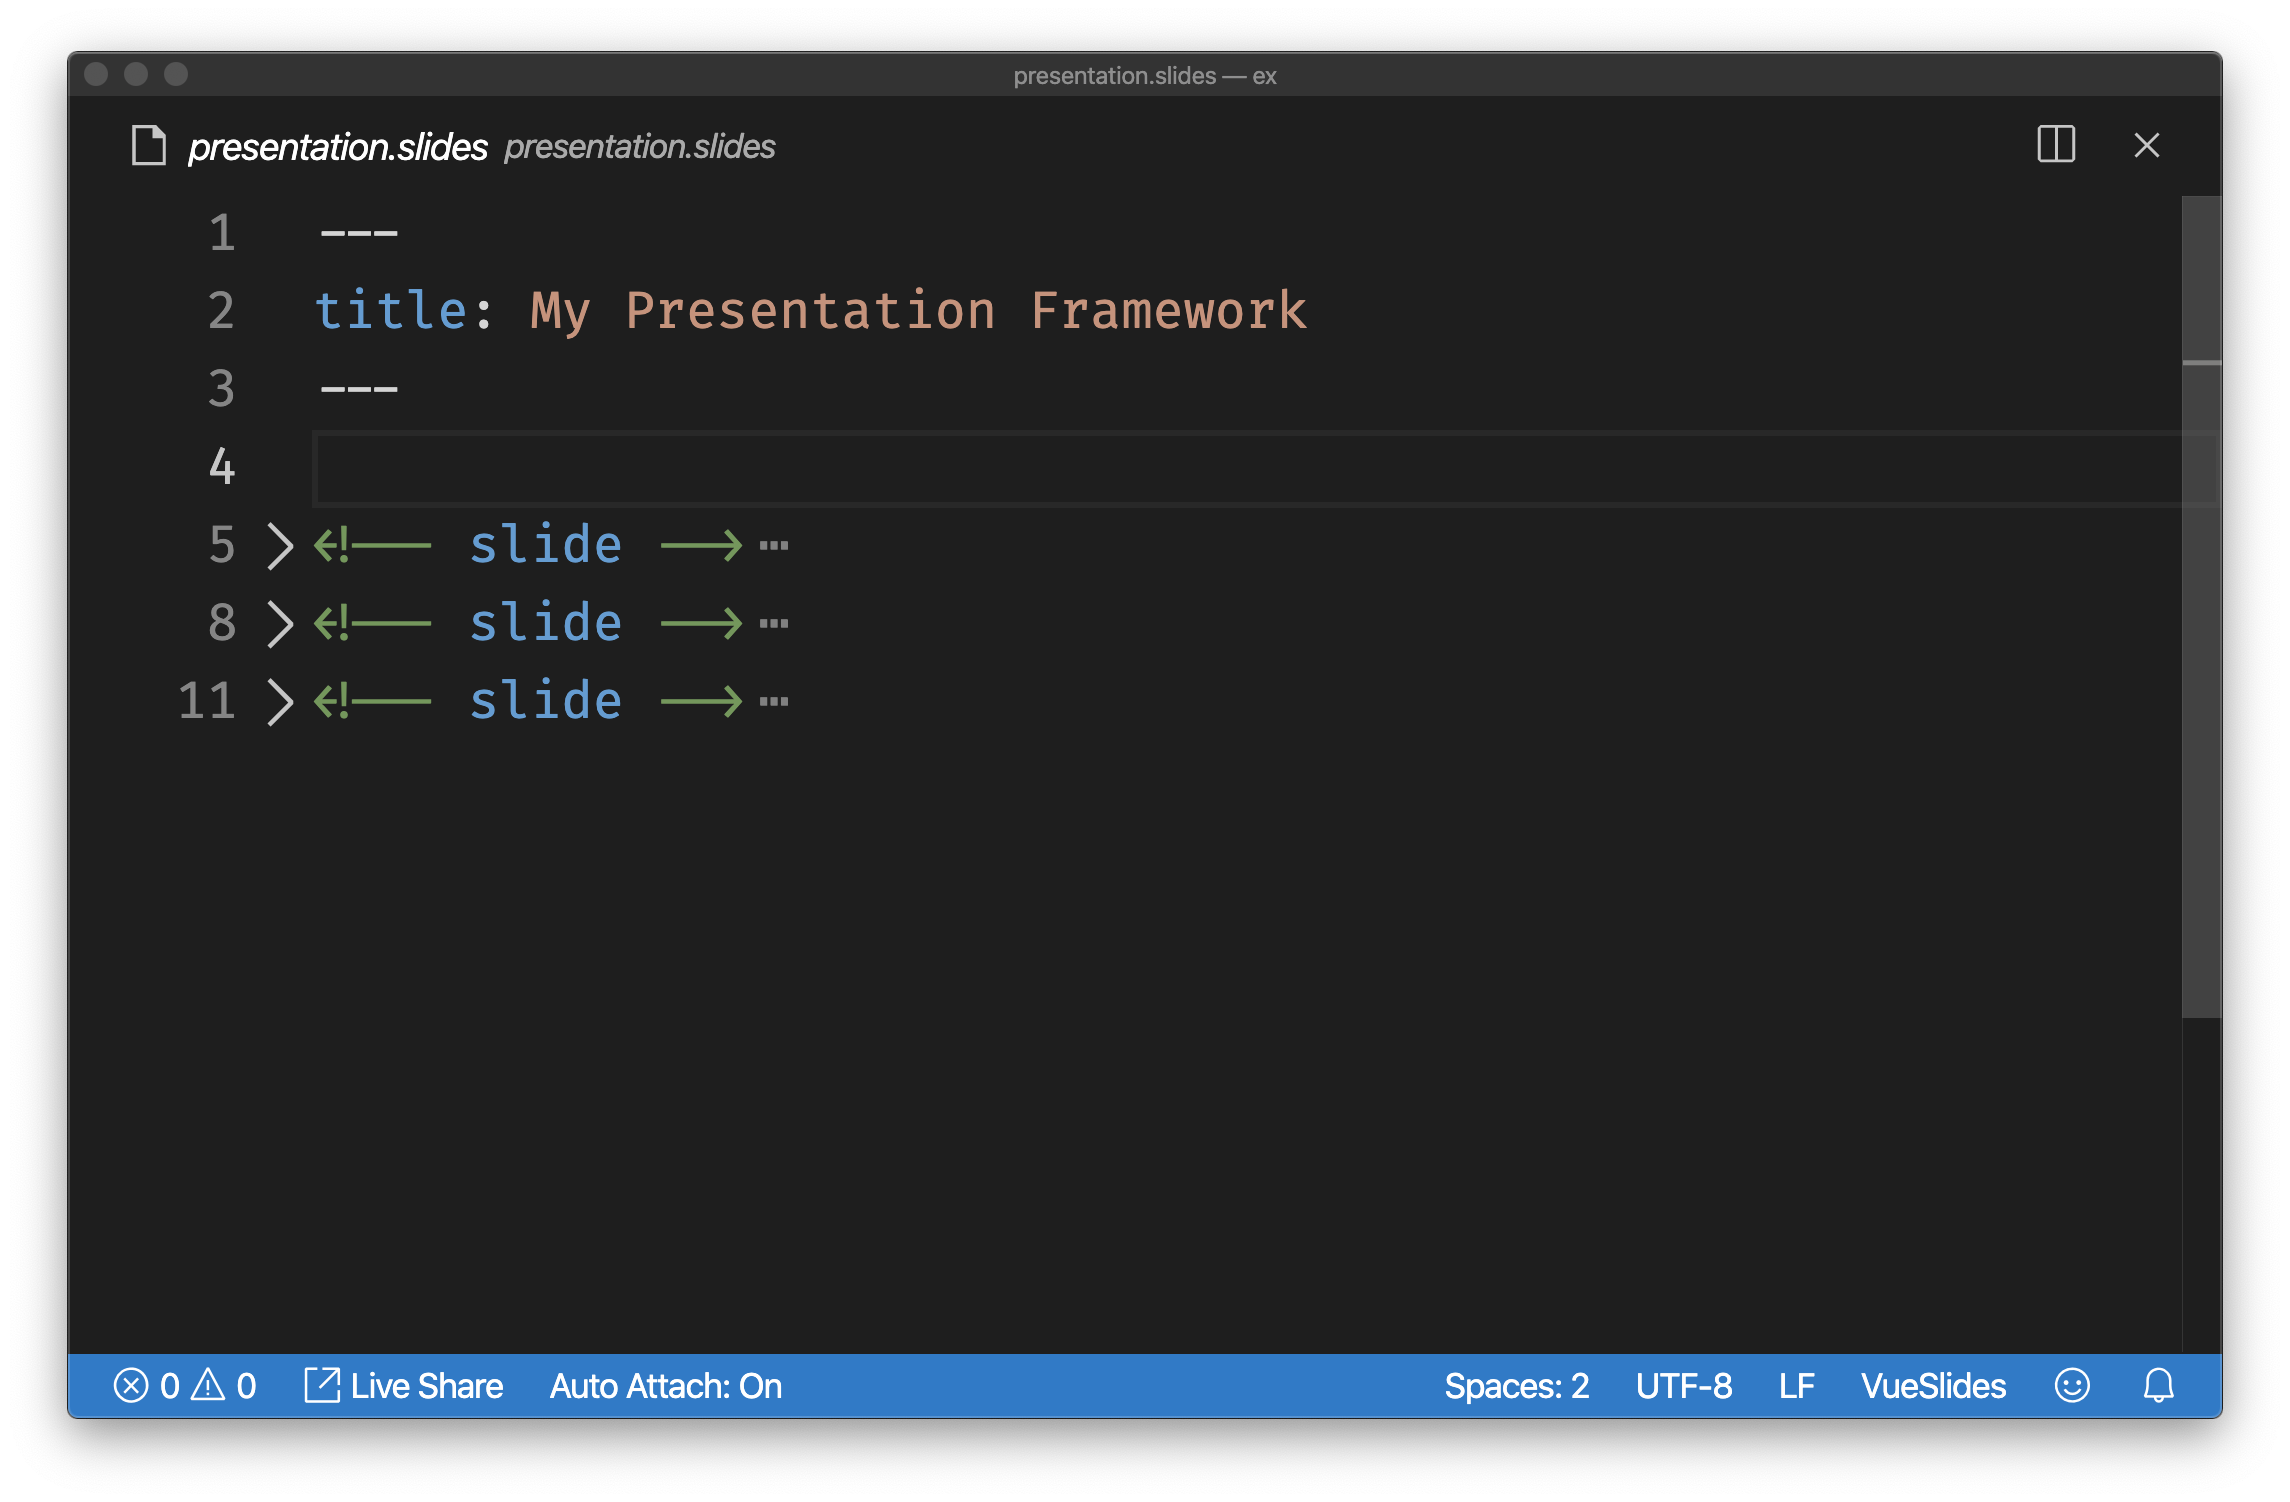 presentation.slides — ex
presentation.slides presentation.slides
1 ---
2 title: My Presentation Framework
3 ---
4
5 <!-- slide --> ⋯
8 <!-- slide --> ⋯
11 <!-- slide --> ⋯
0 0 Live Share Auto Attach: On Spaces: 2 UTF-8 LF VueSlides